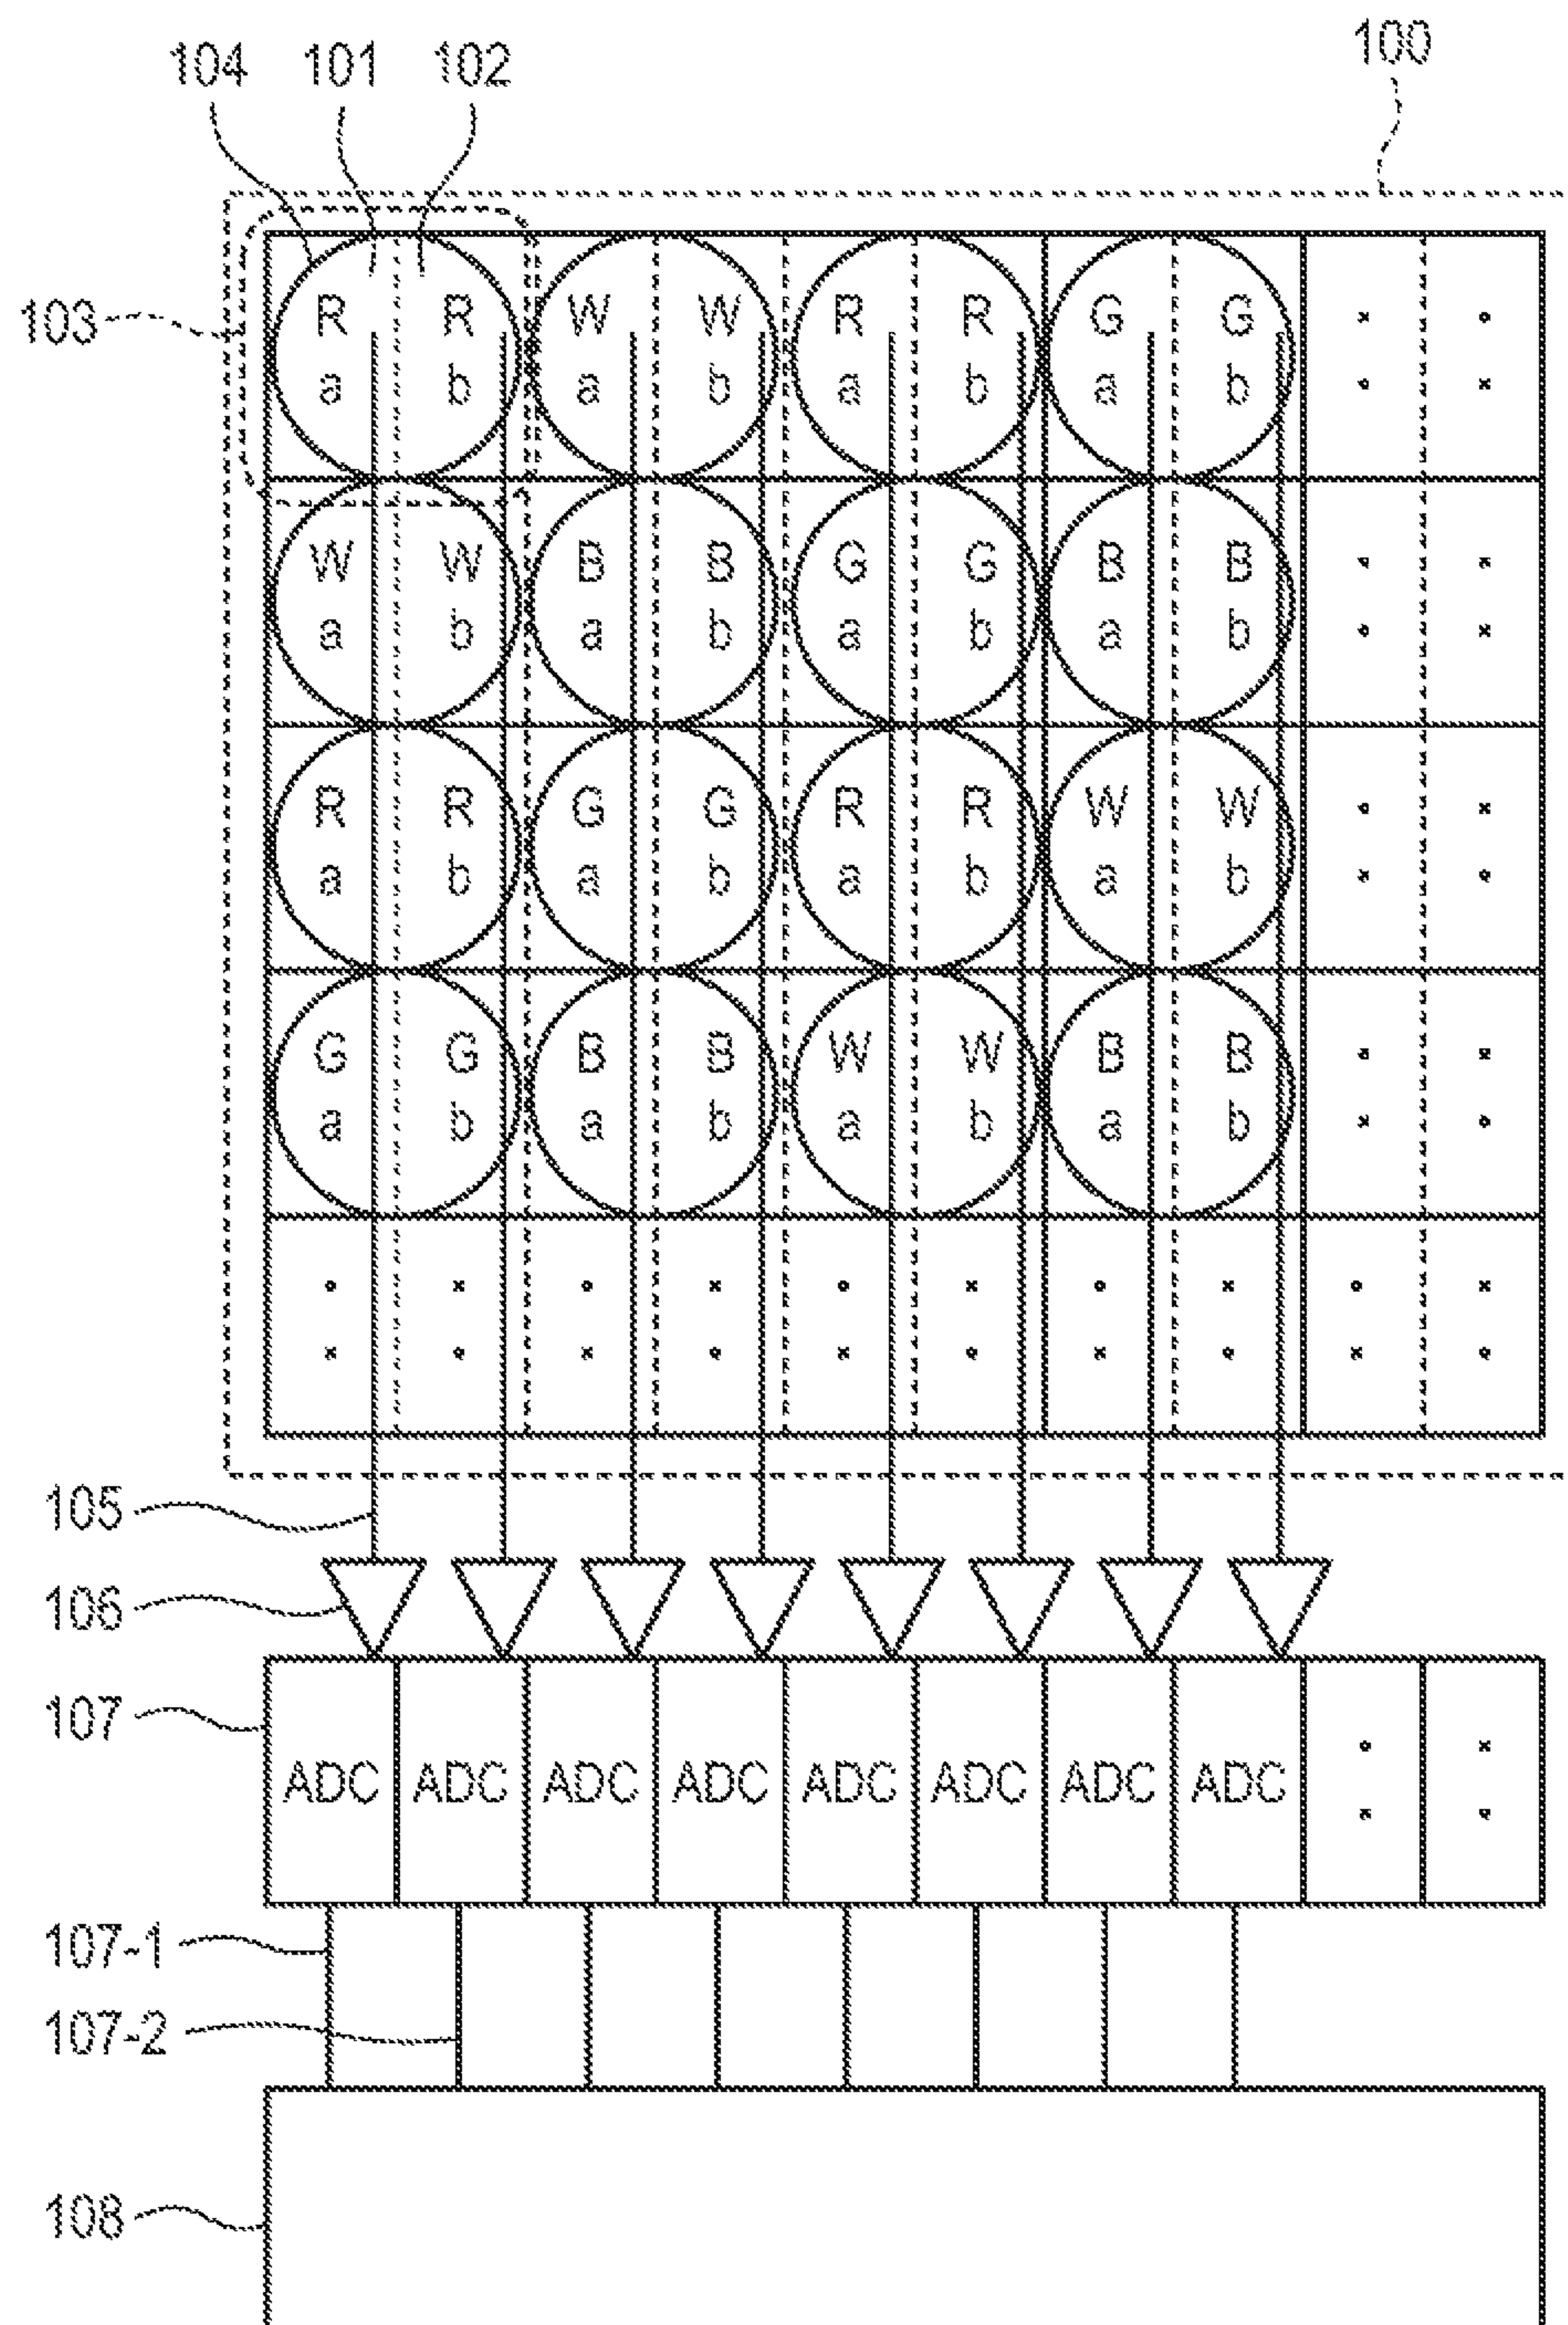 100
104 101 102
103
R R W W R R G G
a b a b a b a b
W W B B G G B B
a b a b a b a b
R R G G R R W W
a b a b a b a b
G G B B W W B B
a b a b a b a b
105
106
107
ADC ADC ADC ADC ADC ADC ADC ADC
107-1
107-2
108